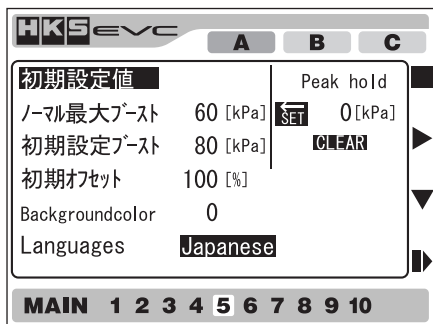 HKS EVC
A B C
初期設定値
ノーマル最大ブースト 60 [kPa]
初期設定ブースト 80 [kPa]
初期オフセット 100 [%]
Backgroundcolor 0
Languages Japanese
Peak hold
SET 0[kPa]
CLEAR
MAIN 1 2 3 4 5 6 7 8 9 10